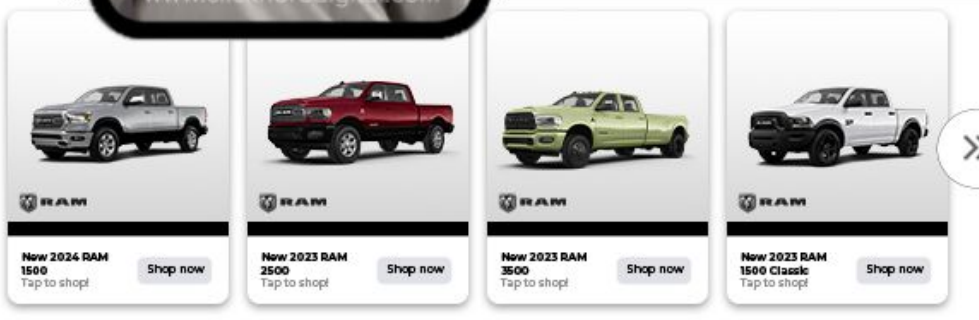 RAM
New 2024 RAM
1500
Tap to shop!
Shop now
RAM
New 2023 RAM
2500
Tap to shop!
Shop now
RAM
New 2023 RAM
3500
Tap to shop!
Shop now
RAM
New 2023 RAM
1500 Classic
Tap to shop!
Shop now